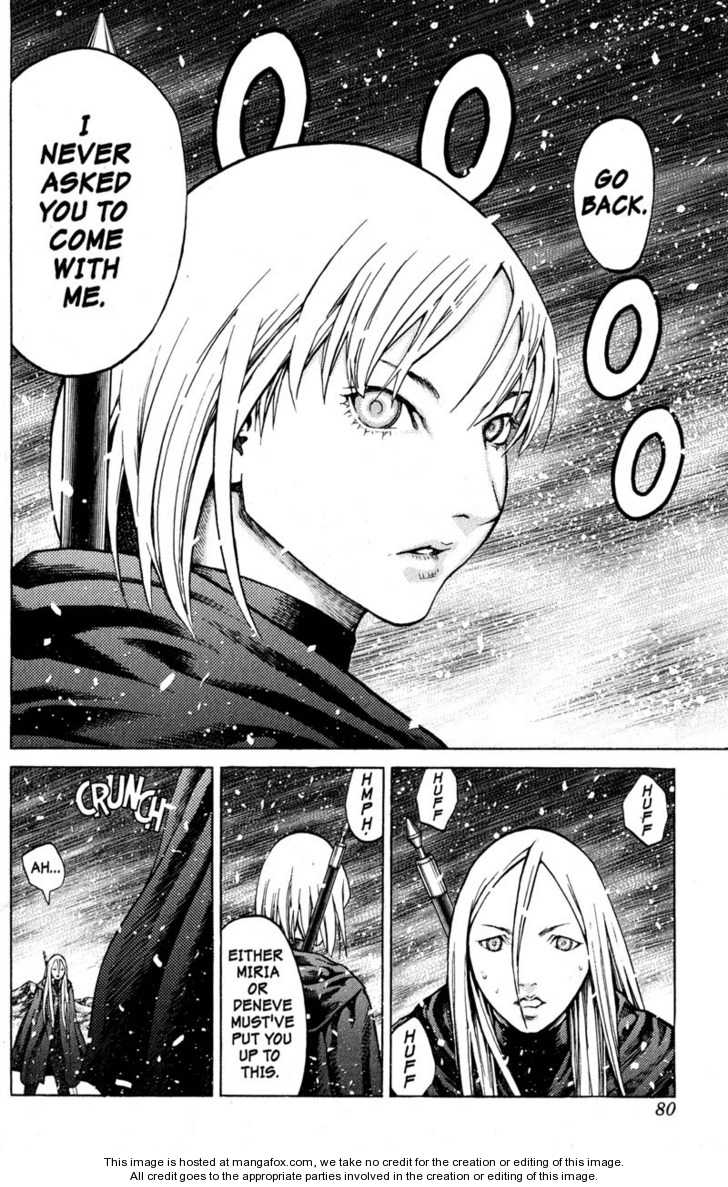 GO
BACK.
O
O
O
O
I
NEVER
ASKED
YOU TO
COME
WITH
ME.
HUFF
HUFF
HUFF
HMPH.
EITHER
MIRIA
OR
DENEVE
MUST'VE
PUT YOU
UP TO
THIS.
CRUNCH
AH...
80
This image is hosted at mangafox.com, we take no credit for the creation or editing of this image.
All credit goes to the appropriate parties involved in the creation or editing of this image.